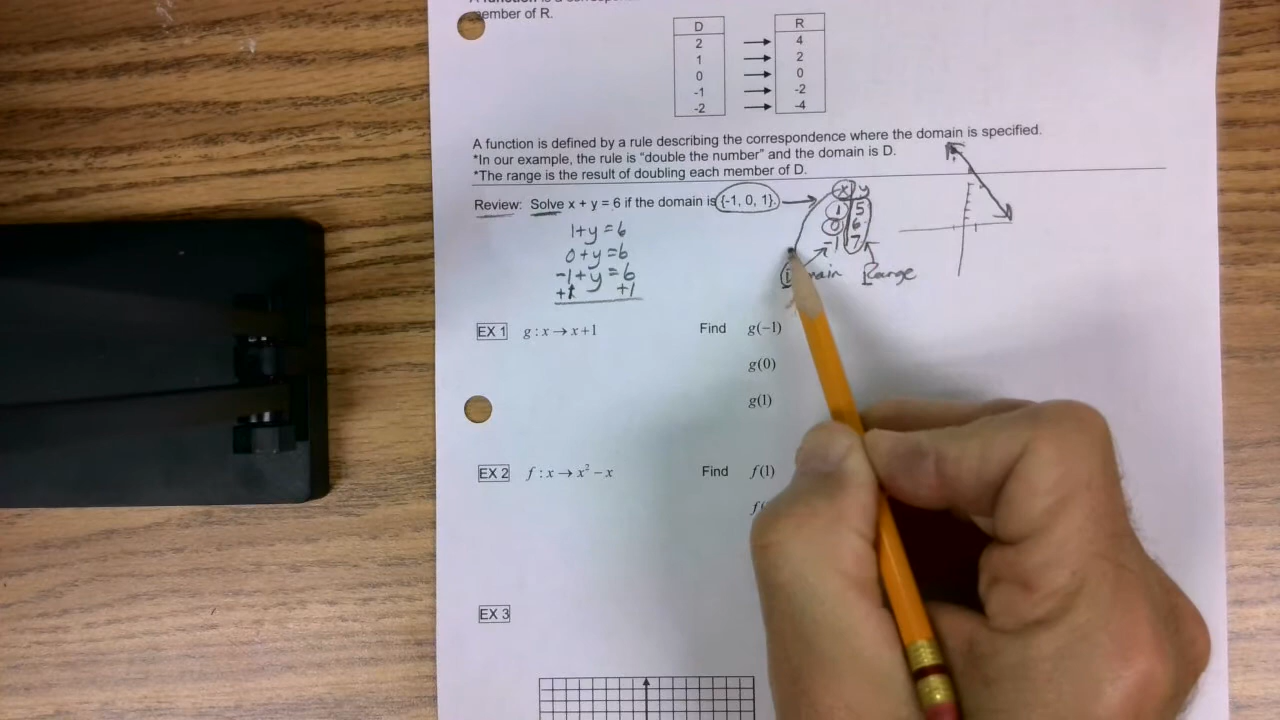 member of R.
D R
2 → 4
1 → 2
0 → 0
-1 → -2
-2 → -4
A function is defined by a rule describing the correspondence where the domain is specified.
*In our example, the rule is “double the number” and the domain is D.
*The range is the result of doubling each member of D.
Review: Solve x + y = 6 if the domain is {-1, 0, 1}.
x y
1 5
0 6
-1 7
Range
1+y=6
0+y=6
-1+y=6
+1 +1
EX 1 g : x → x+1 Find g(−1)
g(0)
g(1)
EX 2 f : x → x² − x Find f(1)
EX 3